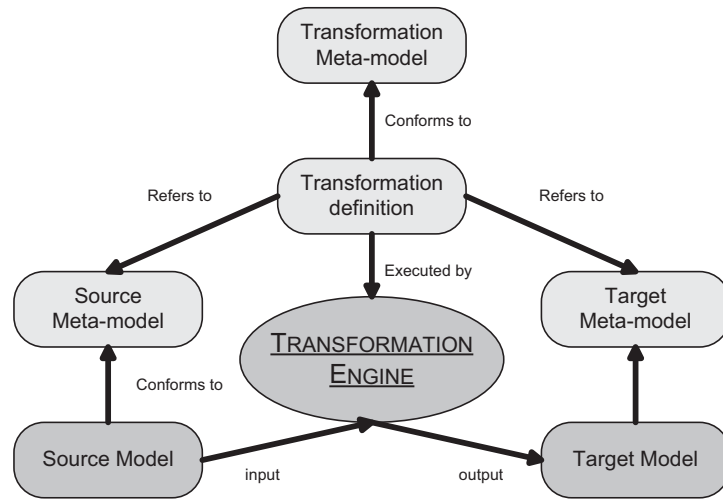 Transformation
Meta-model
Conforms to
Transformation
definition
Refers to
Refers to
Executed by
Source
Meta-model
TRANSFORMATION
ENGINE
Target
Meta-model
Conforms to
Source Model
input
output
Target Model